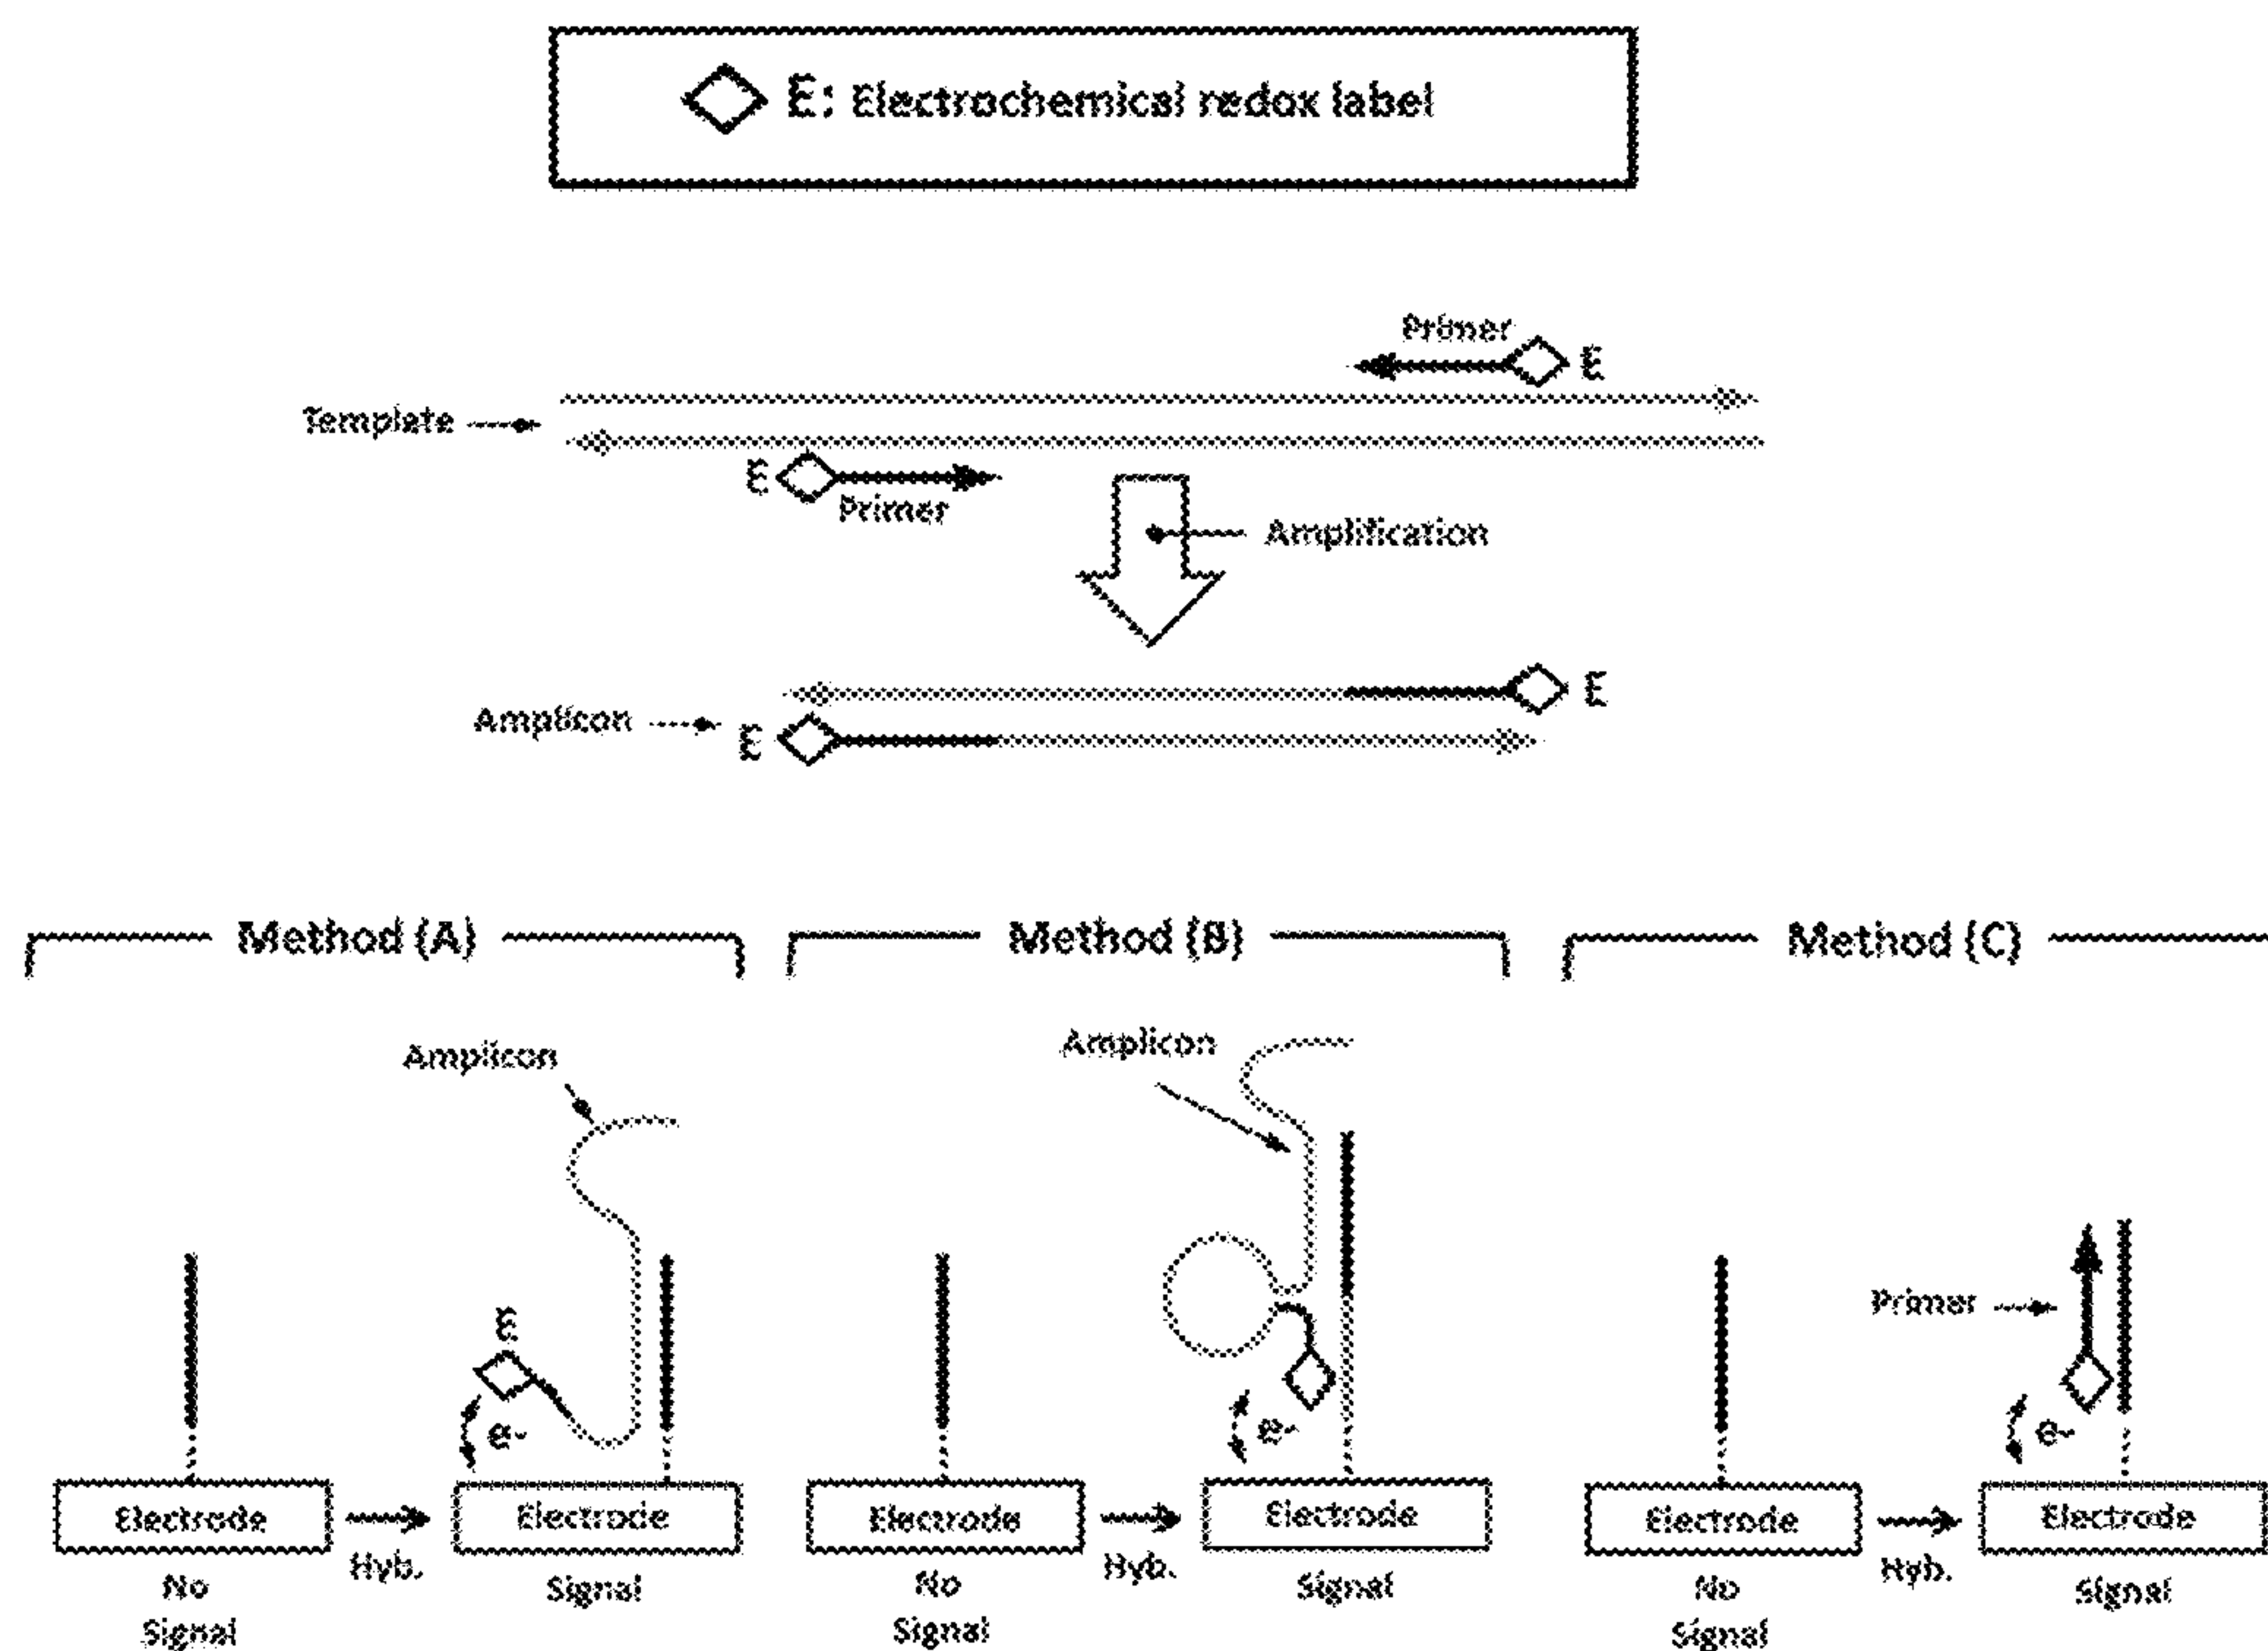 E: Electrochemical redox label
Primer
E
Template
E
Primer
Amplification
E
Amplicon
E
Method (A)
Method (B)
Method (C)
Amplicon
Amplicon
E
Primer
e-
e-
e-
Electrode
Electrode
Electrode
Electrode
Electrode
Electrode
Hyb.
Hyb.
Hyb.
No
Signal
Signal
No
Signal
Signal
No
Signal
Signal